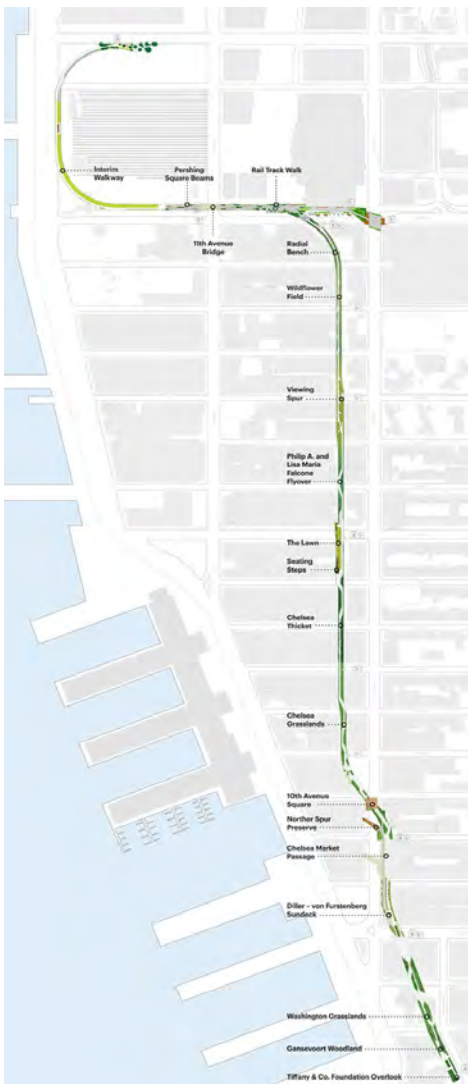 Interim
Walkway
Pershing
Square Beams
Rail Track Walk
11th Avenue
Bridge
Radial
Bench
Wildflower
Field
Viewing
Spur
Philip A. and
Lisa Maria
Falcone
Flyover
The Lawn
Seating
Steps
Chelsea
Thicket
Chelsea
Grasslands
10th Avenue
Square
Norther Spur
Preserve
Chelsea Market
Passage
Diller – von Furstenberg
Sundeck
Washington Grasslands
Gansevoort Woodland
Tiffany & Co. Foundation Overlook